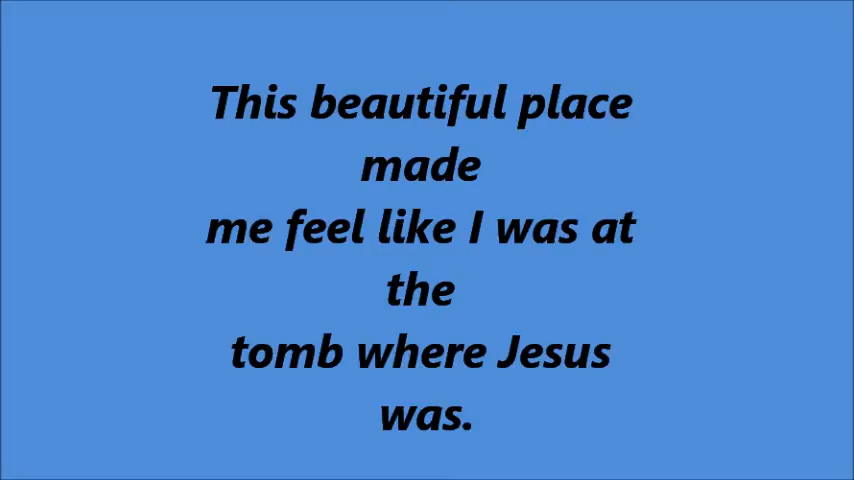 This beautiful place
made
me feel like I was at
the
tomb where Jesus
was.